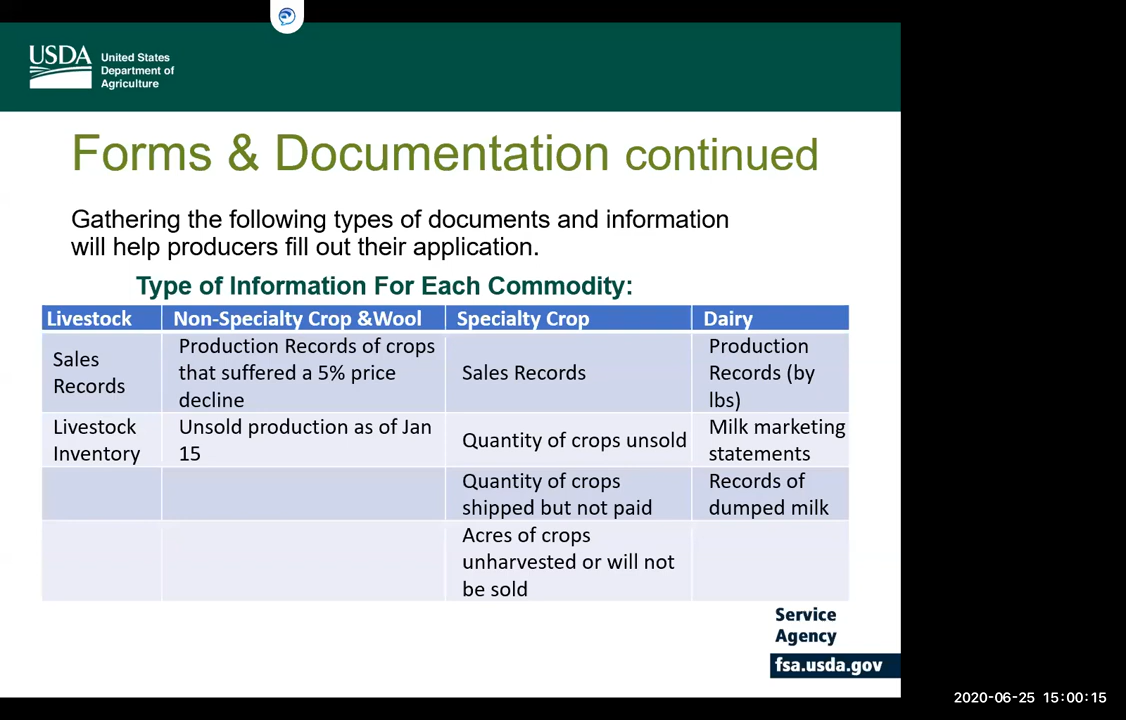 USDA
United States
Department of
Agriculture
Forms & Documentation continued
Gathering the following types of documents and information
will help producers fill out their application.
Type of Information For Each Commodity:
Livestock
Non-Specialty Crop &Wool
Specialty Crop
Dairy
Sales
Records
Production Records of crops
that suffered a 5% price
decline
Sales Records
Production
Records (by
lbs)
Livestock
Inventory
Unsold production as of Jan
15
Quantity of crops unsold
Milk marketing
statements
Quantity of crops
shipped but not paid
Records of
dumped milk
Acres of crops
unharvested or will not
be sold
Service
Agency
fsa.usda.gov
2020-06-25 15:00:15